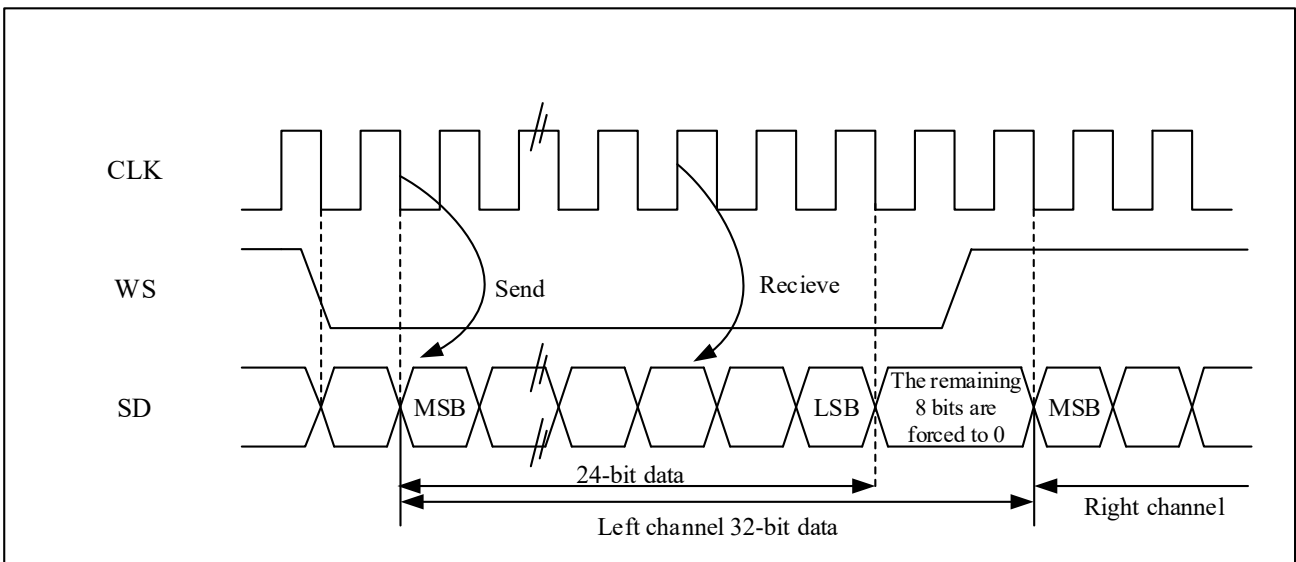 CLK
WS
Send
Recieve
SD
MSB
LSB
The remaining
8 bits are
forced to 0
MSB
24-bit data
Left channel 32-bit data
Right channel